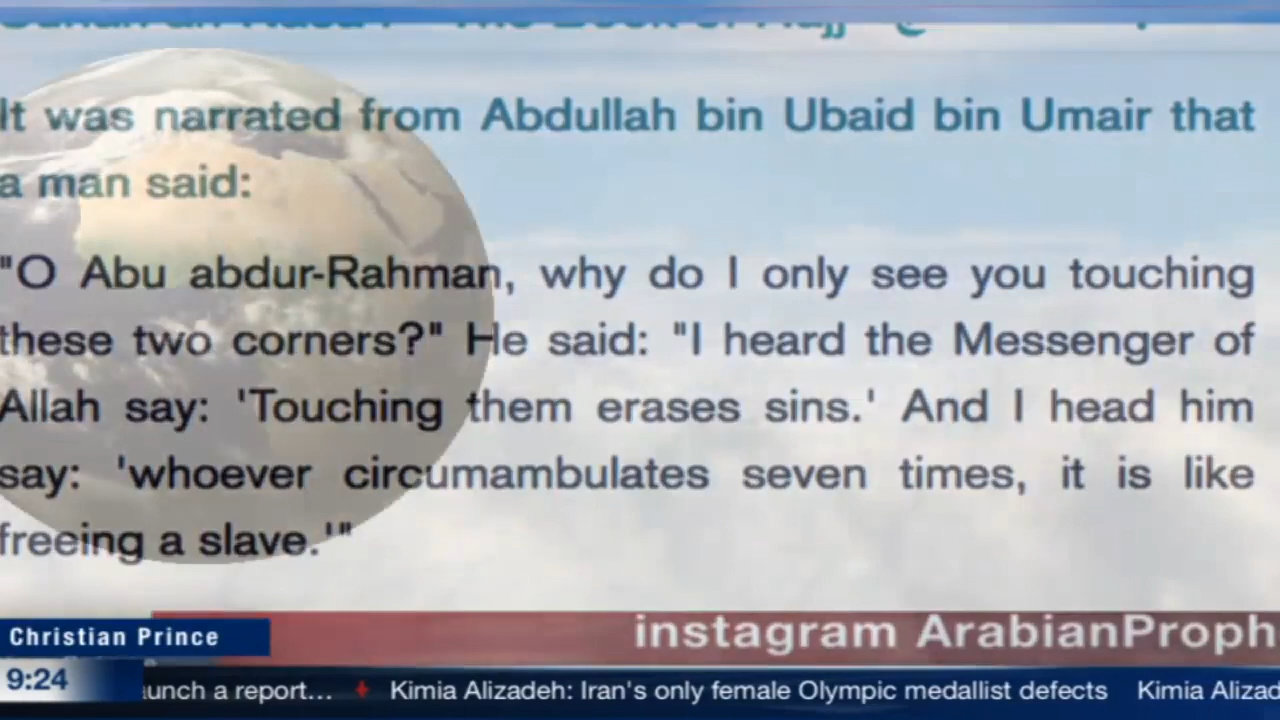 It was narrated from Abdullah bin Ubaid bin Umair that
a man said:
"O Abu abdur-Rahman, why do I only see you touching
these two corners?" He said: "I heard the Messenger of
Allah say: 'Touching them erases sins.' And I head him
say: 'whoever circumambulates seven times, it is like
freeing a slave.'"
instagram ArabianProph
Christian Prince
9:24
a report... Kimia Alizadeh: Iran's only female Olympic medallist defects Kimia